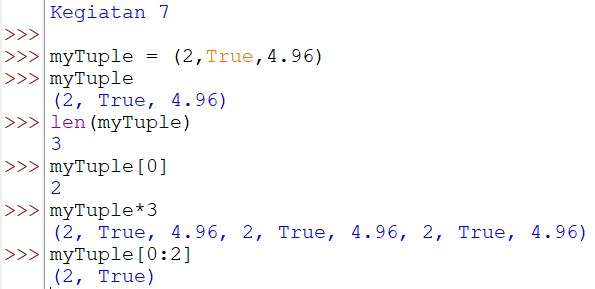 Kegiatan 7
>>>
>>> myTuple = (2,True,4.96)
>>> myTuple
(2, True, 4.96)
>>> len(myTuple)
3
>>> myTuple[0]
2
>>> myTuple*3
(2, True, 4.96, 2, True, 4.96, 2, True, 4.96)
>>> myTuple[0:2]
(2, True)